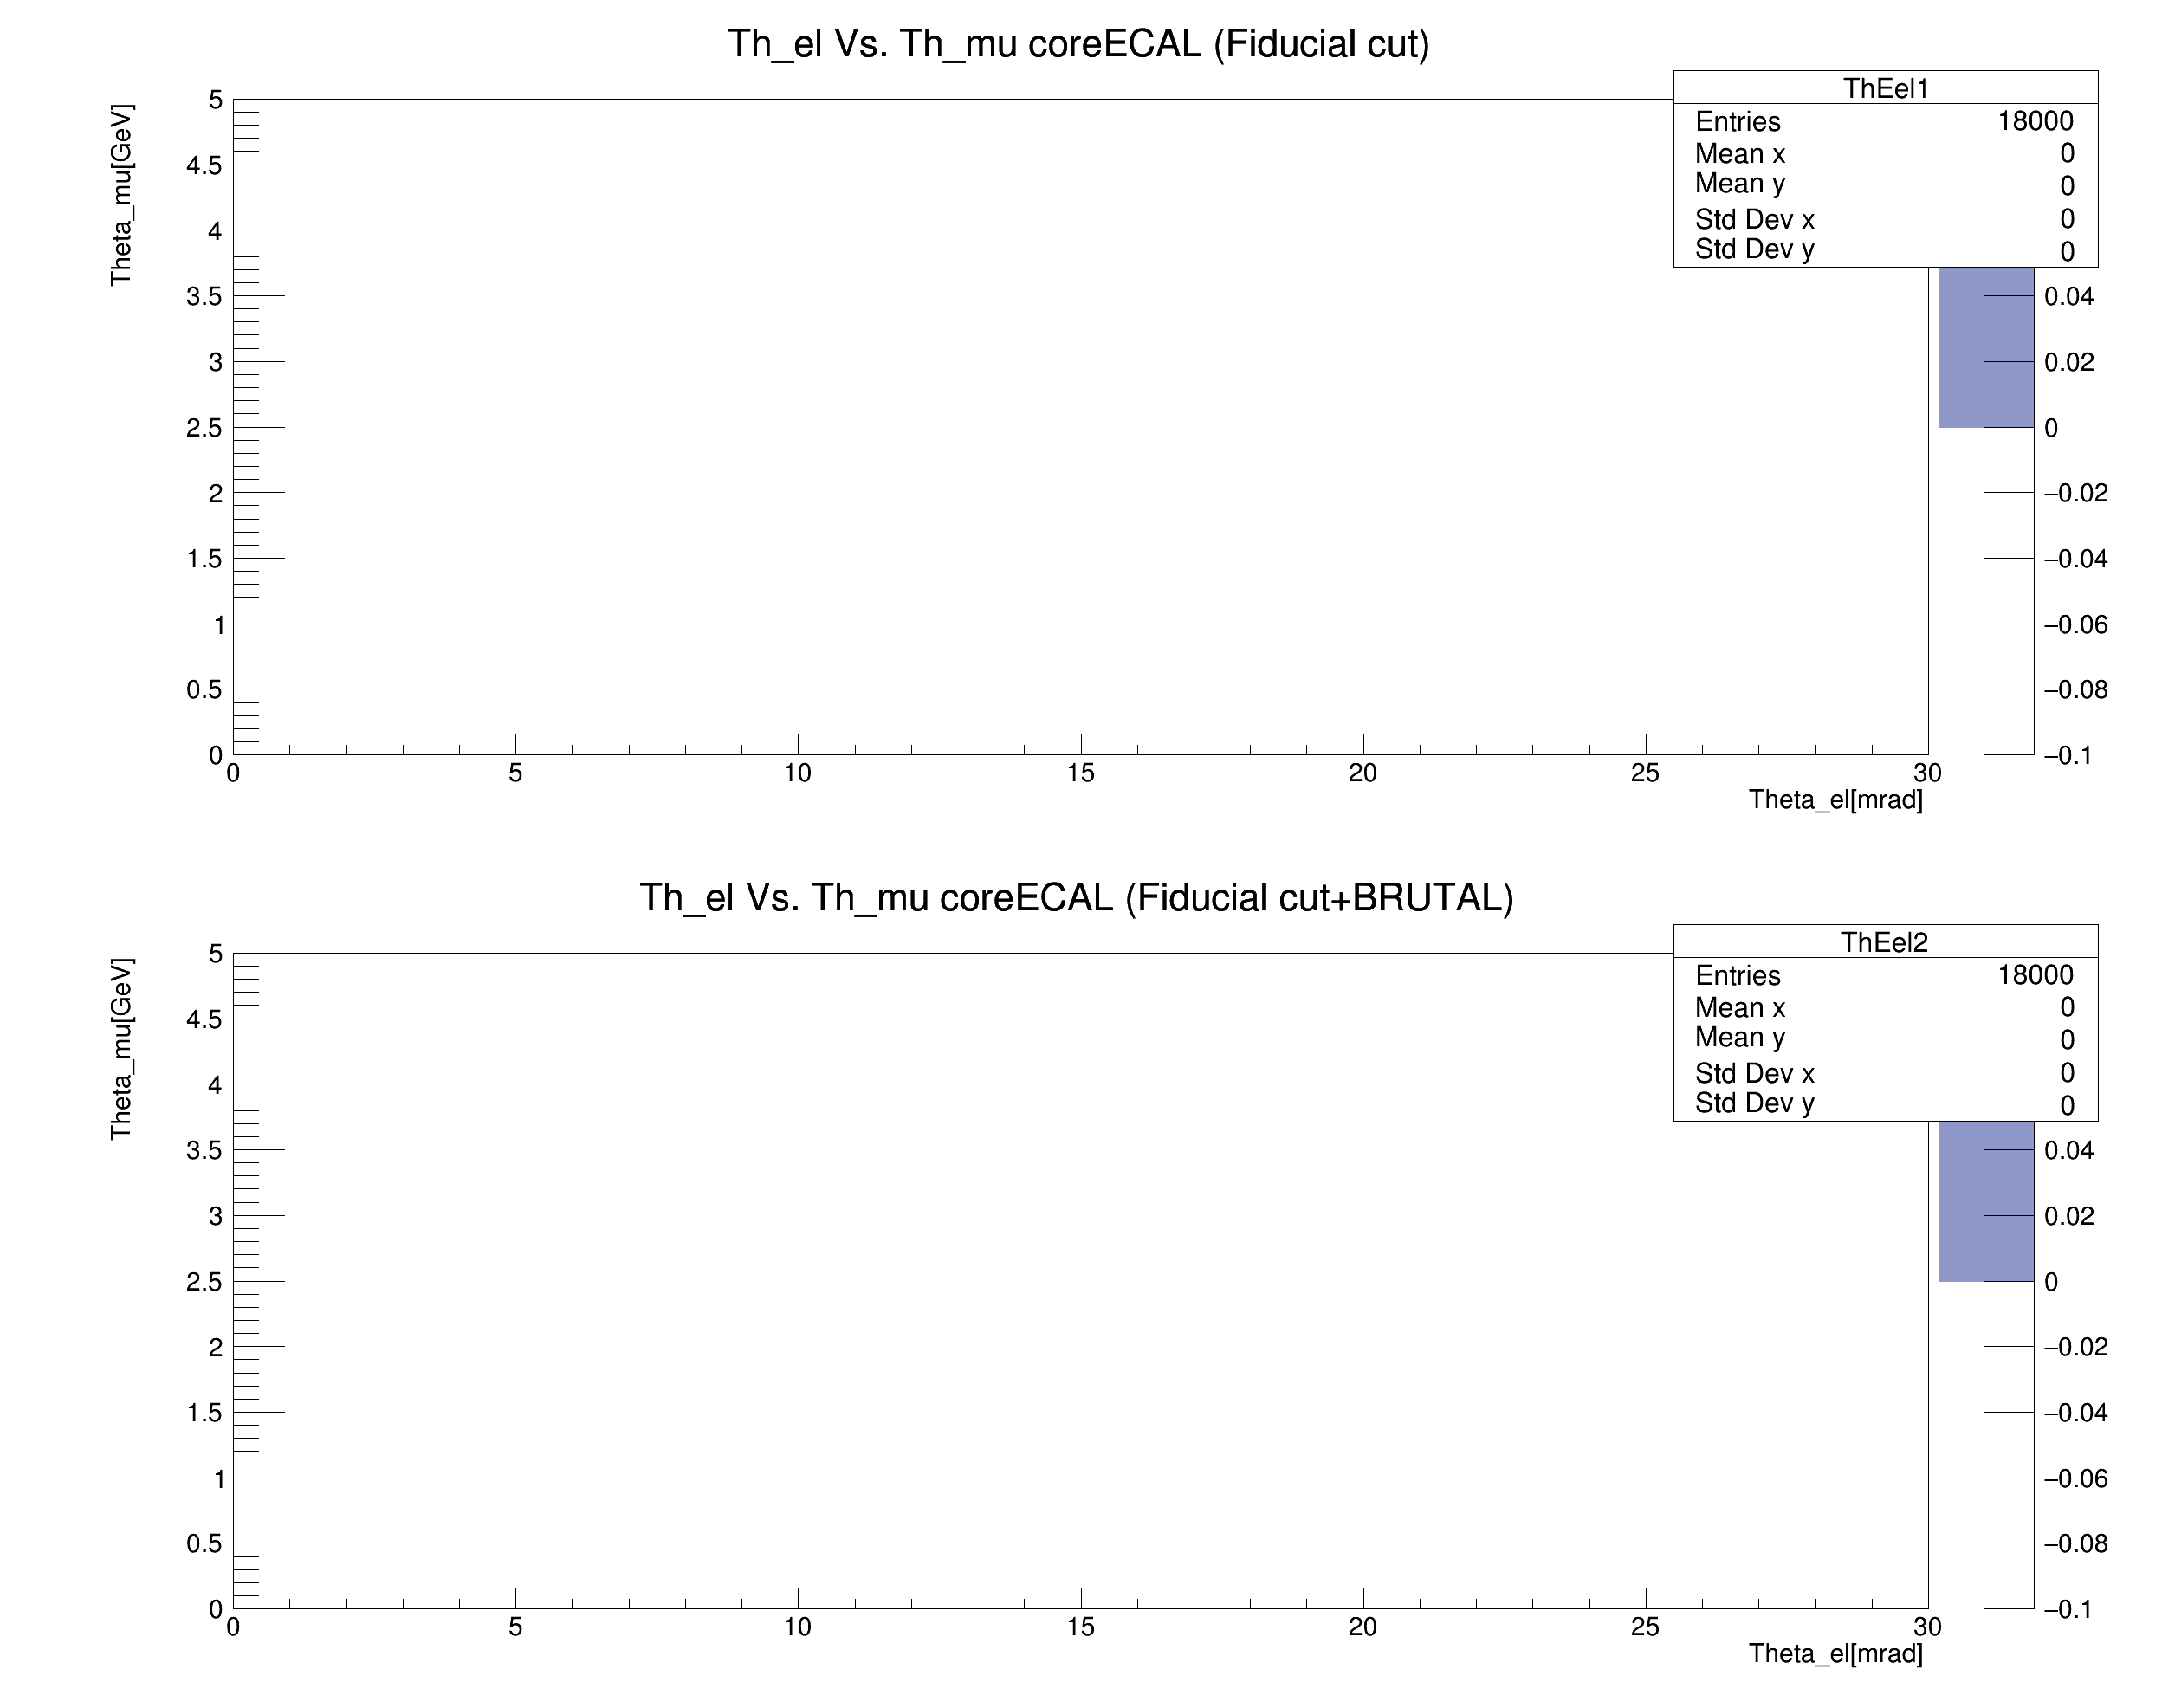 Th_el Vs. Th_mu coreECAL (Fiducial cut)
ThEel1
Entries 18000
Mean x 0
Mean y 0
Std Dev x 0
Std Dev y 0
Theta_mu[GeV]
5
4.5
4
3.5
3
2.5
2
1.5
1
0.5
0
0 5 10 15 20 25 30
Theta_el[mrad]
0.04
0.02
0
−0.02
−0.04
−0.06
−0.08
−0.1
Th_el Vs. Th_mu coreECAL (Fiducial cut+BRUTAL)
ThEel2
Entries 18000
Mean x 0
Mean y 0
Std Dev x 0
Std Dev y 0
Theta_mu[GeV]
5
4.5
4
3.5
3
2.5
2
1.5
1
0.5
0
0 5 10 15 20 25 30
Theta_el[mrad]
0.04
0.02
0
−0.02
−0.04
−0.06
−0.08
−0.1